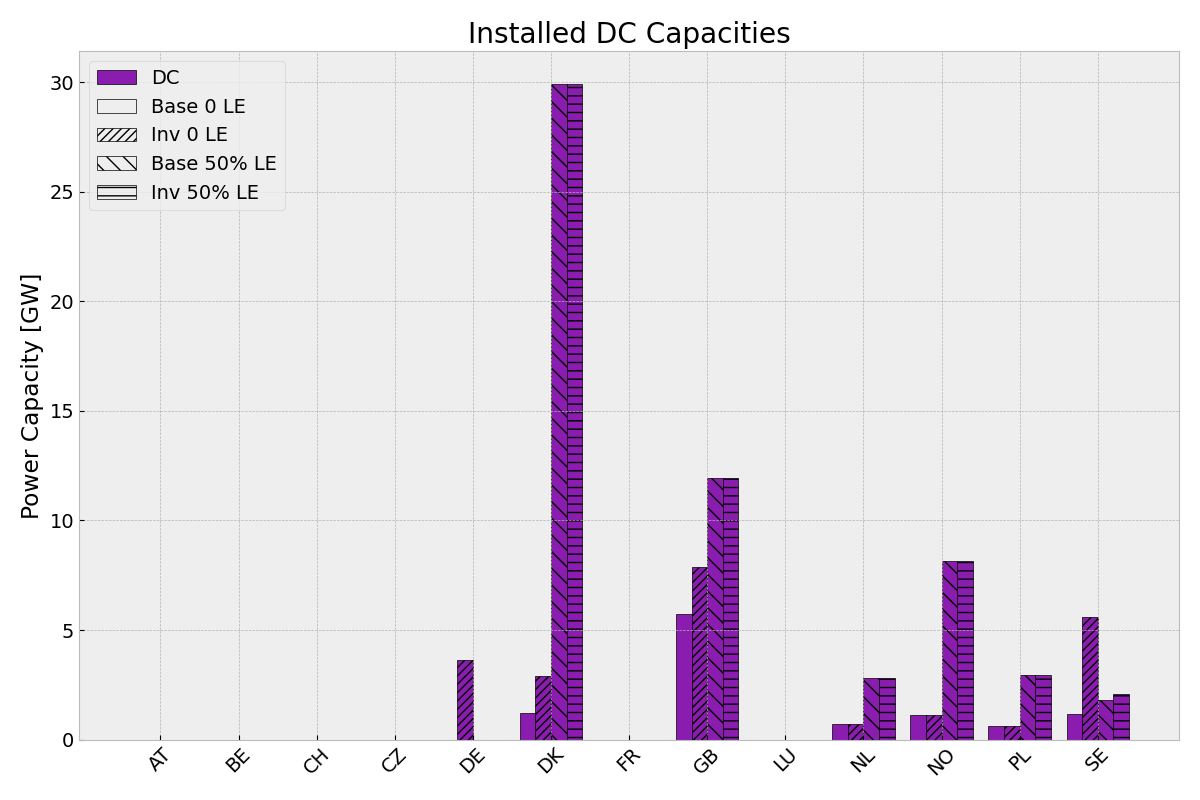 Installed DC Capacities
DC
Base 0 LE
Inv 0 LE
Base 50% LE
Inv 50% LE
Power Capacity [GW]
30
25
20
15
10
5
0
AT
BE
CH
CZ
DE
DK
FR
GB
LU
NL
NO
PL
SE